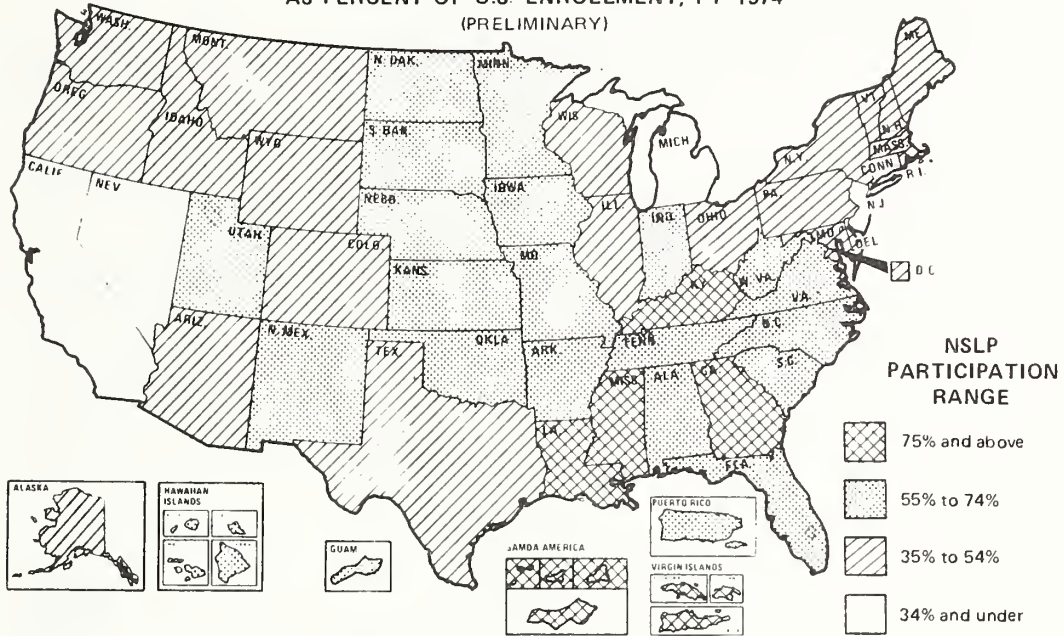 AS PERCENT OF U.S. ENROLLMENT, FY 1974
(PRELIMINARY)
WASH.
MONT.
N. DAK.
MINN.
ME.
OREG
IDAHO
S. DAK.
WIS
MICH
VT.
N.H.
WYO
N.Y.
MASS.
CONN
R.I.
CALIF
NEV
NEBR.
IOWA
PA.
N.J.
UTAH
COLO.
ILL
IND.
OHIO
MD.
DEL
KANS.
MO.
W. VA.
D.C.
KY.
VA.
ARIZ.
N. MEX.
OKLA
ARK.
TENN.
N.C.
TEX.
S.C.
MISS.
ALA.
GA.
LA.
FLA.
NSLP
PARTICIPATION
RANGE
75% and above
55% to 74%
35% to 54%
34% and under
ALASKA
HAWAIIAN
ISLANDS
GUAM
SAMOA AMERICA
PUERTO RICO
VIRGIN ISLANDS